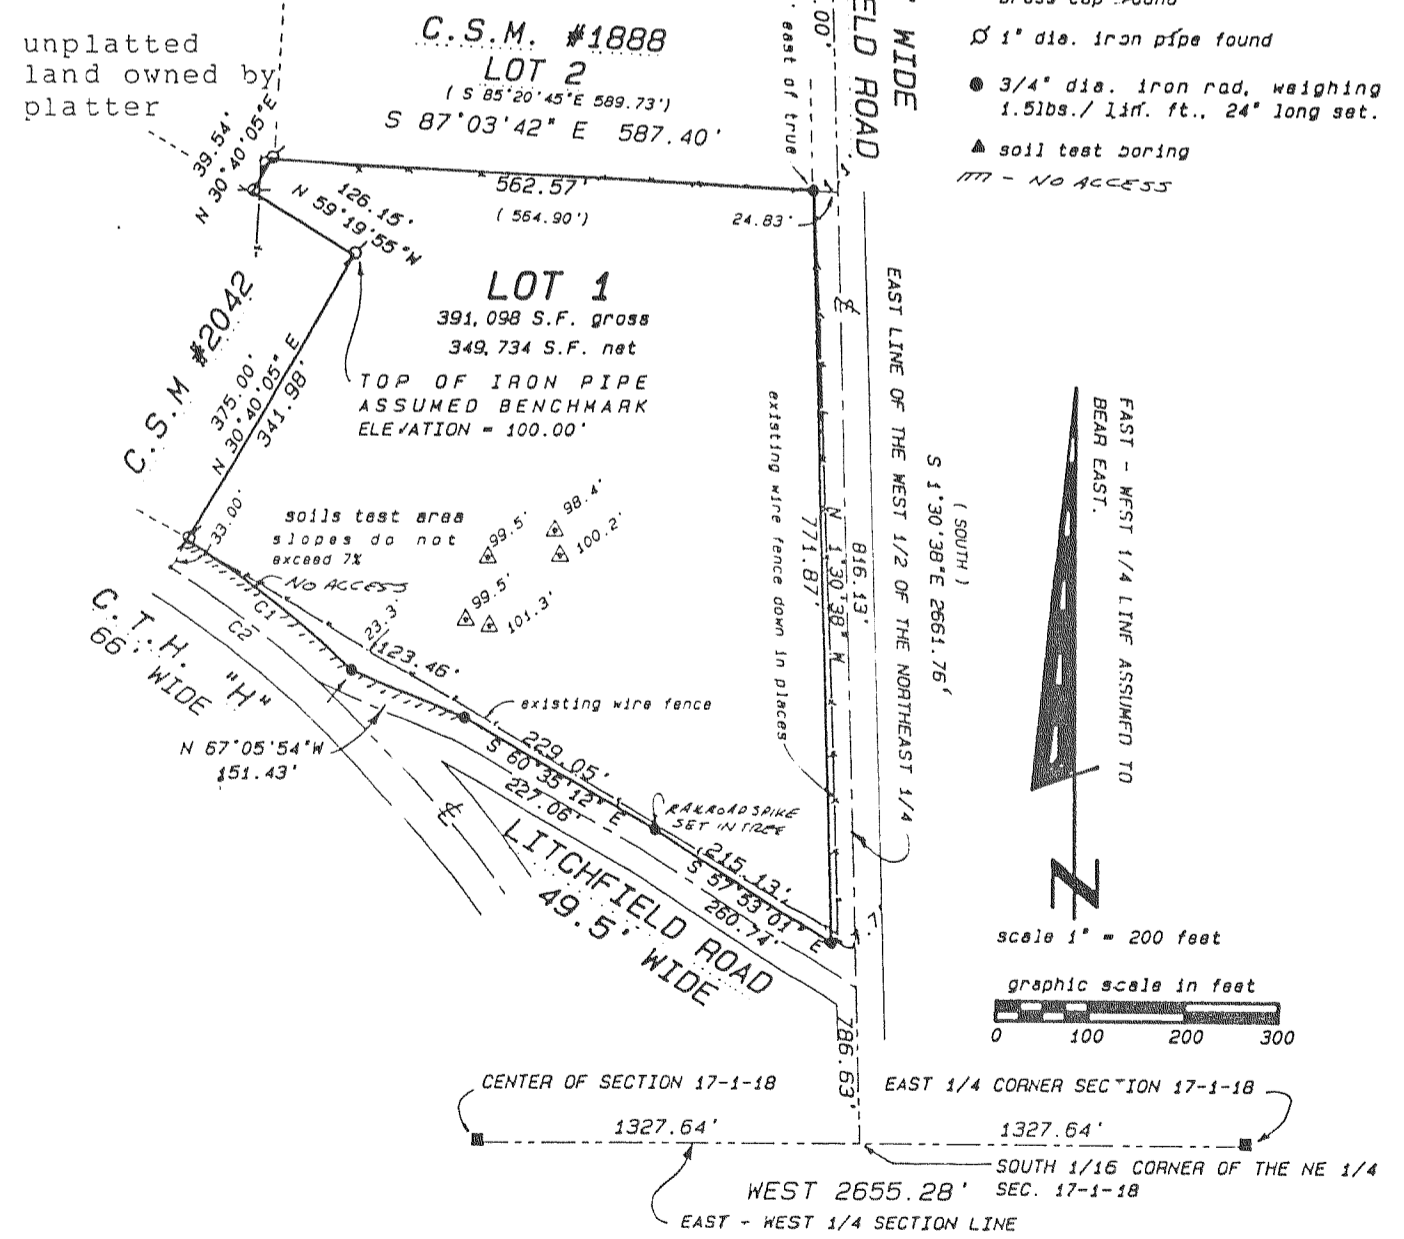 unplatted
land owned by
platter
C.S.M. #1888
LOT 2
( S 85°20'45"E 589.73')
S 87°03'42" E 587.40'
39.54'
N 30°40'05"E
126.15'
N 59°19'55"W
562.57'
( 564.90')
24.83'
east of true
.00'
ELD ROAD
' WIDE
1" dia. iron pipe found
3/4" dia. iron rod, weighing
1.5lbs./ lin. ft., 24" long set.
soil test boring
- NO ACCESS
C.S.M #2042
LOT 1
391,098 S.F. gross
349,734 S.F. net
TOP OF IRON PIPE
ASSUMED BENCHMARK
ELEVATION = 100.00'
375.00'
N 30°40'05" E
341.98'
33.00'
soils test area
slopes do not
exceed 7%
NO ACCESS
99.5'
98.4'
100.2'
99.5'
101.3'
C1
C2
23.3'
123.46'
C.T.H. "H"
66' WIDE
N 67°05'54"W
151.43'
existing wire fence
229.05'
S 60°35'12" E
227.06'
RAILROAD SPIKE
SET IN TREE
215.13'
S 57°53'01" E
260.74'
LITCHFIELD ROAD
49.5' WIDE
existing wire fence down in places
771.87'
N 1°30'38" W
816.13'
EAST LINE OF THE WEST 1/2 OF THE NORTHEAST 1/4
S 1°30'38"E 2661.76'
( SOUTH )
EAST - WEST 1/4 LINE ASSUMED TO
BEAR EAST.
N
scale 1" = 200 feet
graphic scale in feet
0 100 200 300
786.63'
CENTER OF SECTION 17-1-18
EAST 1/4 CORNER SECTION 17-1-18
1327.64'
1327.64'
SOUTH 1/16 CORNER OF THE NE 1/4
SEC. 17-1-18
WEST 2655.28'
EAST - WEST 1/4 SECTION LINE